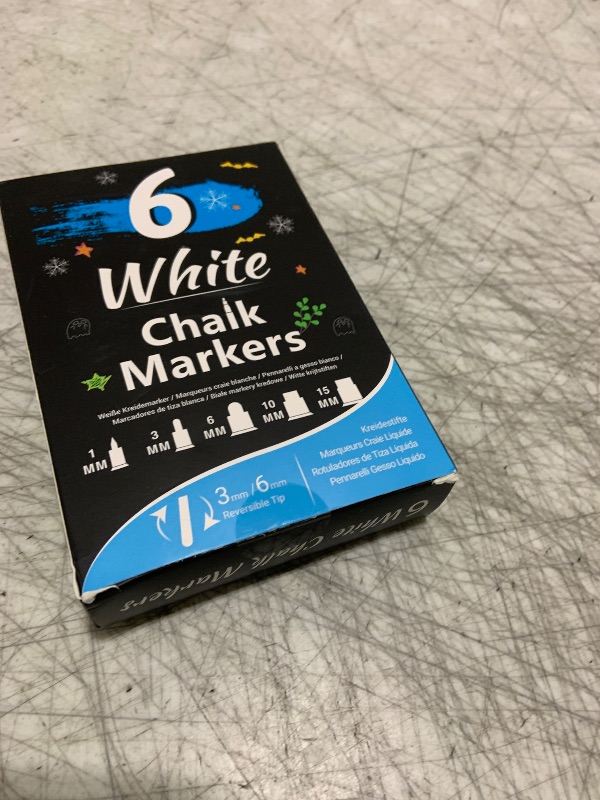 6
White
Chalk
Markers
Weiße Kreidemarker / Marqueurs craie blanche / Pennarelli a gesso bianco /
Marcadores de tiza blanca / Białe markery kredowe / Witte krijtstiften
1 MM
3 MM
6 MM
10 MM
15 MM
3mm / 6mm
Reversible Tip
Kreidestifte
Marqueurs Craie Liquide
Rotuladores de Tiza Líquida
Pennarelli Gesso Liquido
6 White Chalk Markers